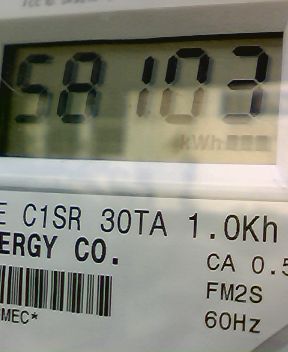 58103
kWh
E C1SR 30TA 1.0Kh
ERGY CO.
CA 0.5
FM2S
MEC*
60Hz